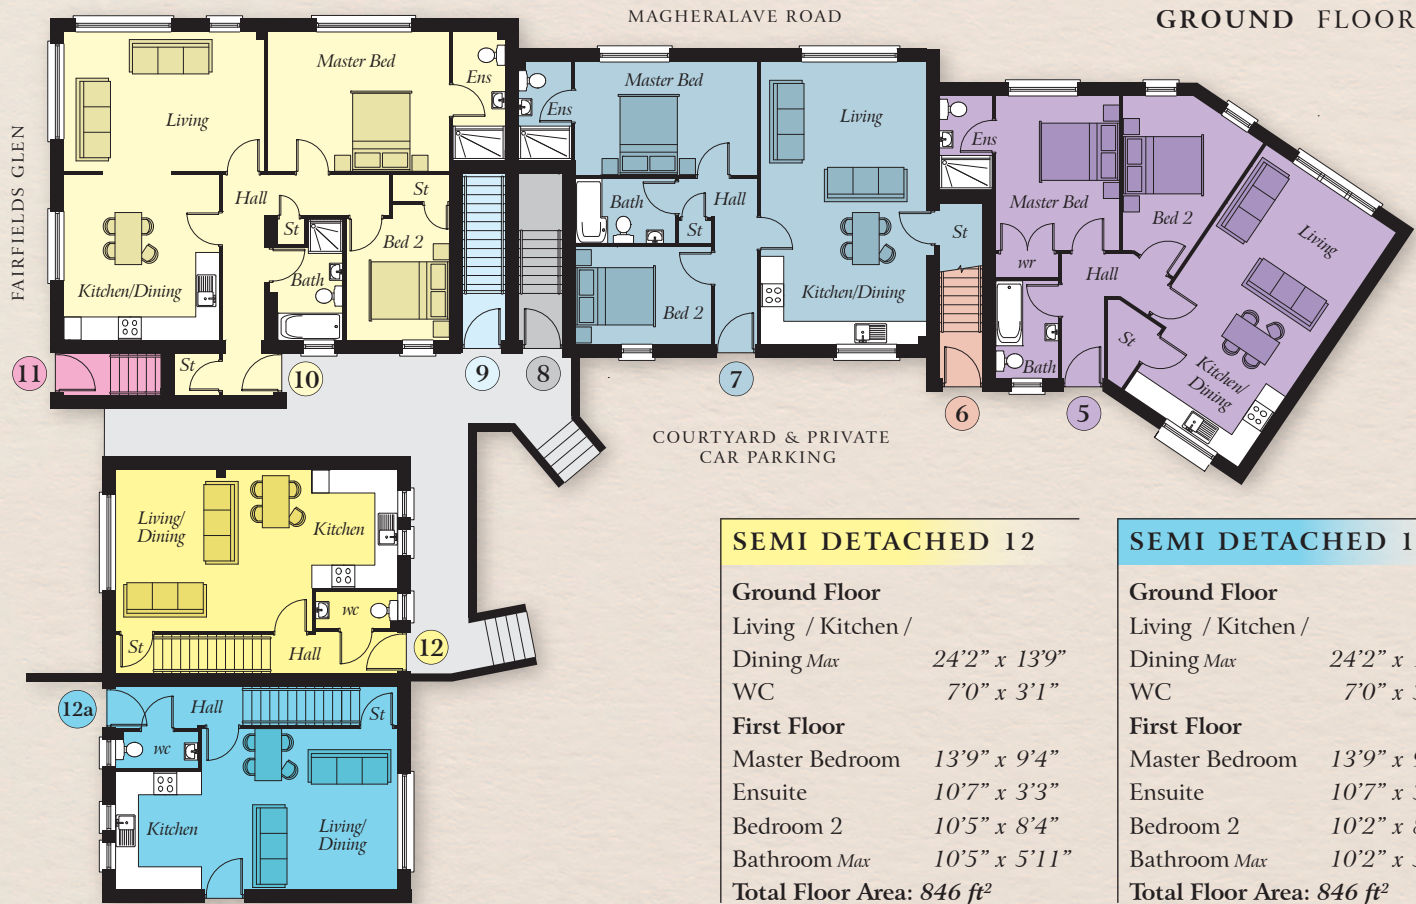 MAGHERALAVE ROAD
GROUND FLOOR
FAIRFIELDS GLEN
Living
Master Bed
Ens
Hall
St
St
Bed 2
Bath
Kitchen/Dining
St
11
10
9
8
Ens
Master Bed
Living
Bath
St
Hall
Bed 2
Kitchen/Dining
St
7
6
Ens
Master Bed
Bed 2
wr
Hall
Living
St
Bath
Kitchen/
Dining
5
COURTYARD & PRIVATE
CAR PARKING
Living/
Dining
Kitchen
wc
St
Hall
12
12a
Hall
St
wc
Kitchen
Living/
Dining
SEMI DETACHED 12
Ground Floor
Living / Kitchen /
Dining Max 24’2” x 13’9”
WC 7’0” x 3’1”
First Floor
Master Bedroom 13’9” x 9’4”
Ensuite 10’7” x 3’3”
Bedroom 2 10’5” x 8’4”
Bathroom Max 10’5” x 5’11”
Total Floor Area: 846 ft²
SEMI DETACHED 1
Ground Floor
Living / Kitchen /
Dining Max 24’2” x
WC 7’0” x
First Floor
Master Bedroom 13’9” x
Ensuite 10’7” x
Bedroom 2 10’2” x
Bathroom Max 10’2” x
Total Floor Area: 846 ft²